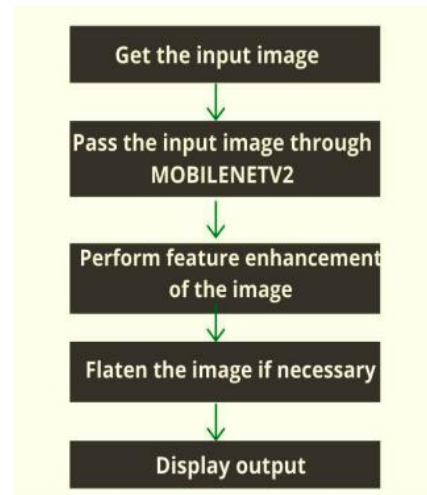 Get the input image
Pass the input image through
MOBILENETV2
Perform feature enhancement
of the image
Flaten the image if necessary
Display output